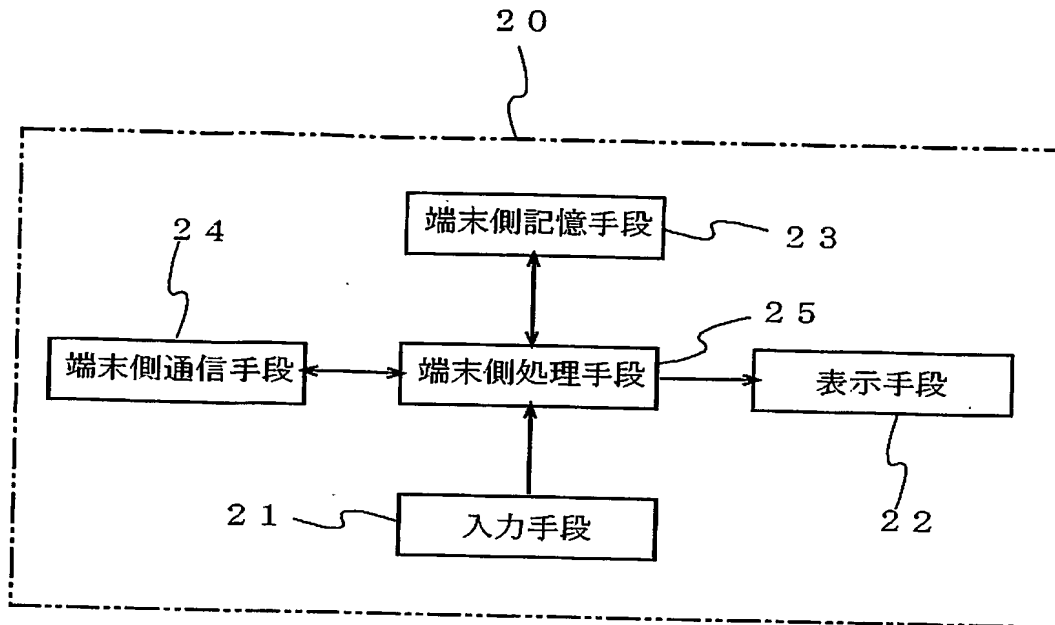 ２０
端末側記憶手段
２３
２４
２５
端末側通信手段
端末側処理手段
表示手段
２１
入力手段
２２